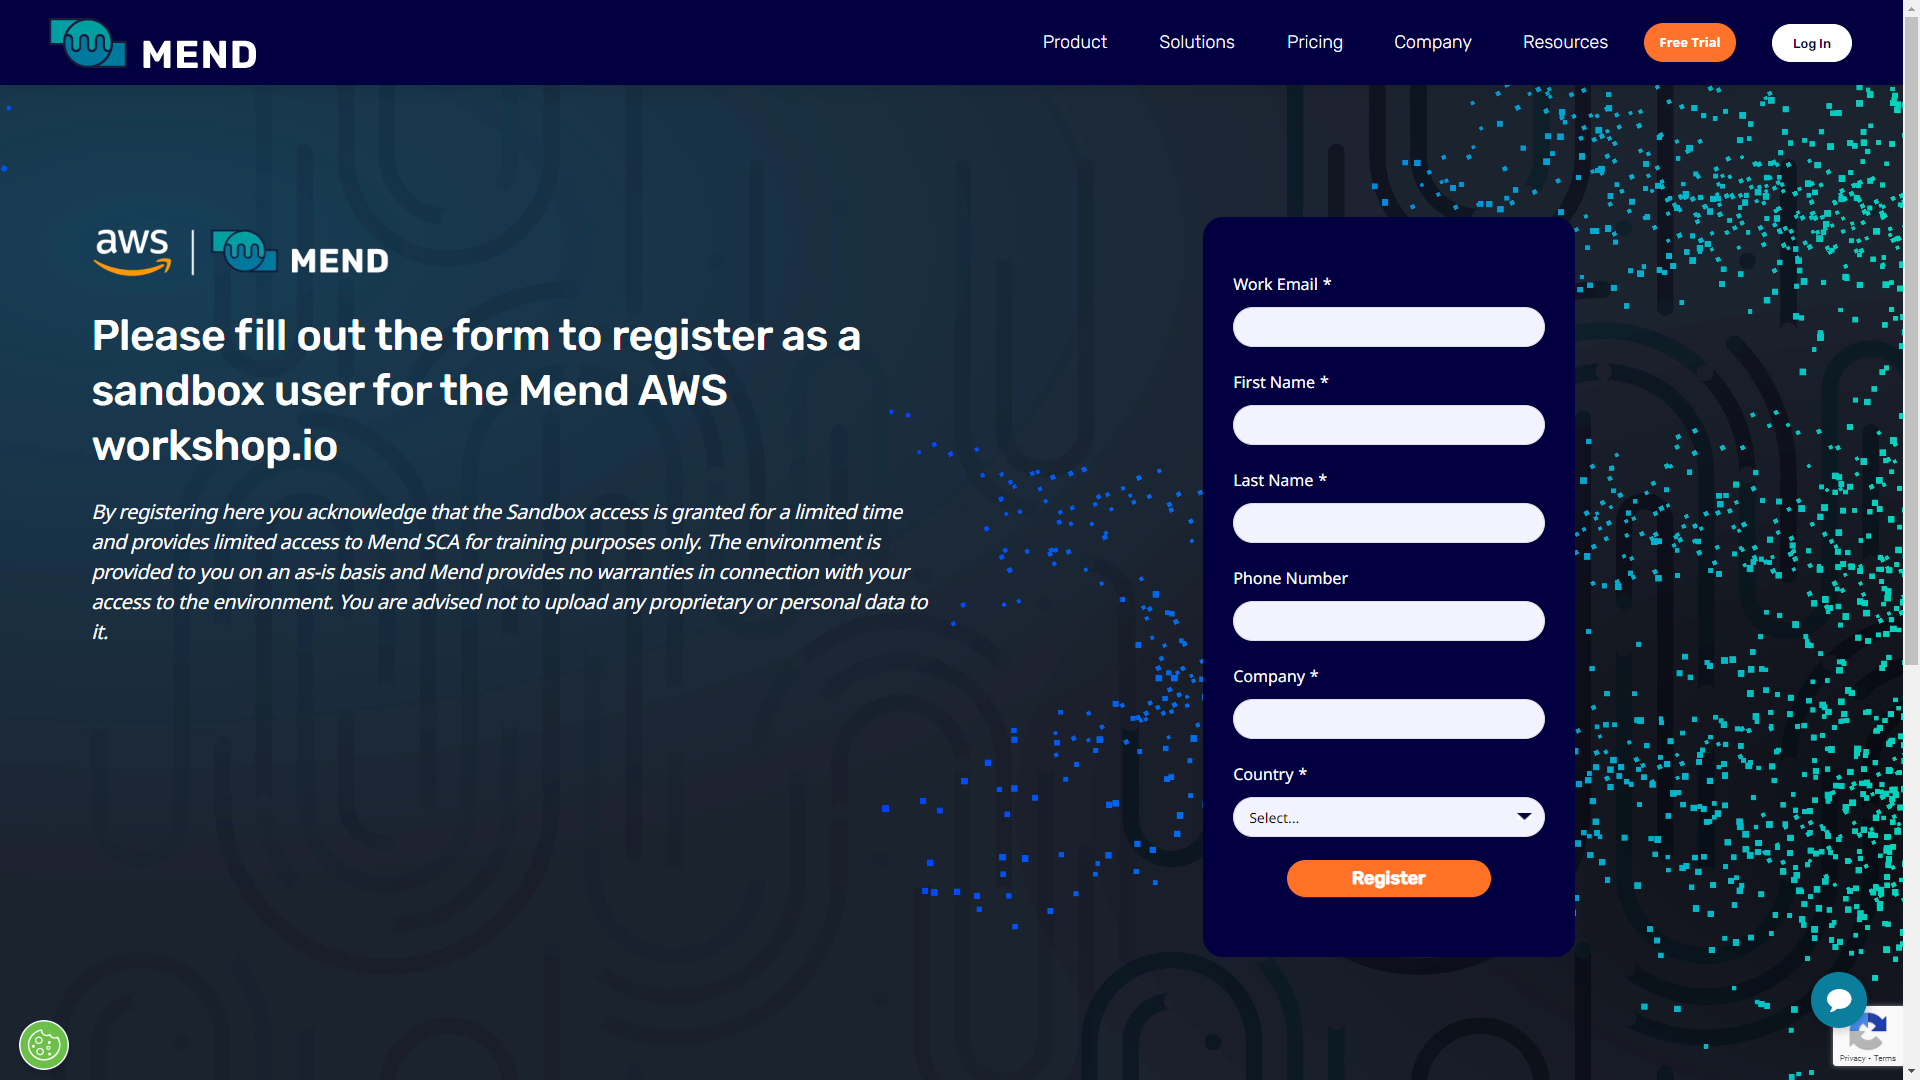 MEND
Product
Solutions
Pricing
Company
Resources
Free Trial
Log In
aws
MEND
Please fill out the form to register as a
sandbox user for the Mend AWS
workshop.io
By registering here you acknowledge that the Sandbox access is granted for a limited time
and provides limited access to Mend SCA for training purposes only. The environment is
provided to you on an as-is basis and Mend provides no warranties in connection with your
access to the environment. You are advised not to upload any proprietary or personal data to
it.
Work Email *
First Name *
Last Name *
Phone Number
Company *
Country *
Select...
Register
Privacy - Terms